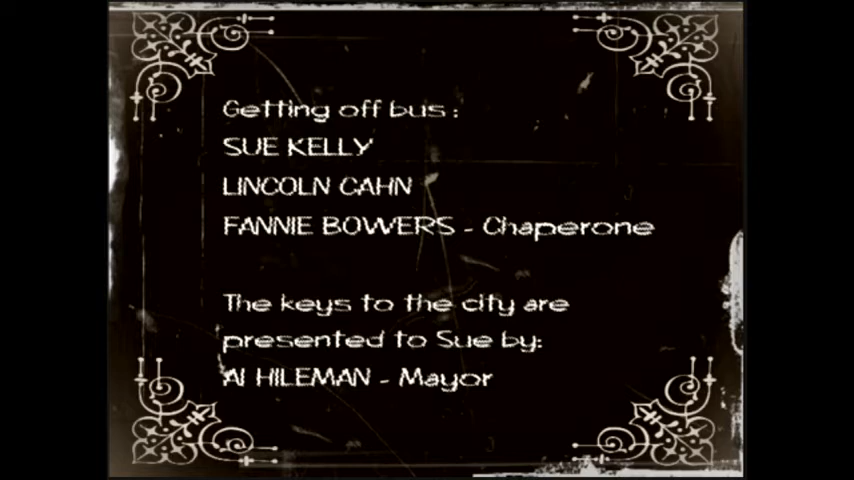 Getting off bus :
SUE KELLY
LINCOLN CAHN
FANNIE BOWERS - Chaperone
The keys to the city are
presented to Sue by:
Al HILEMAN - Mayor